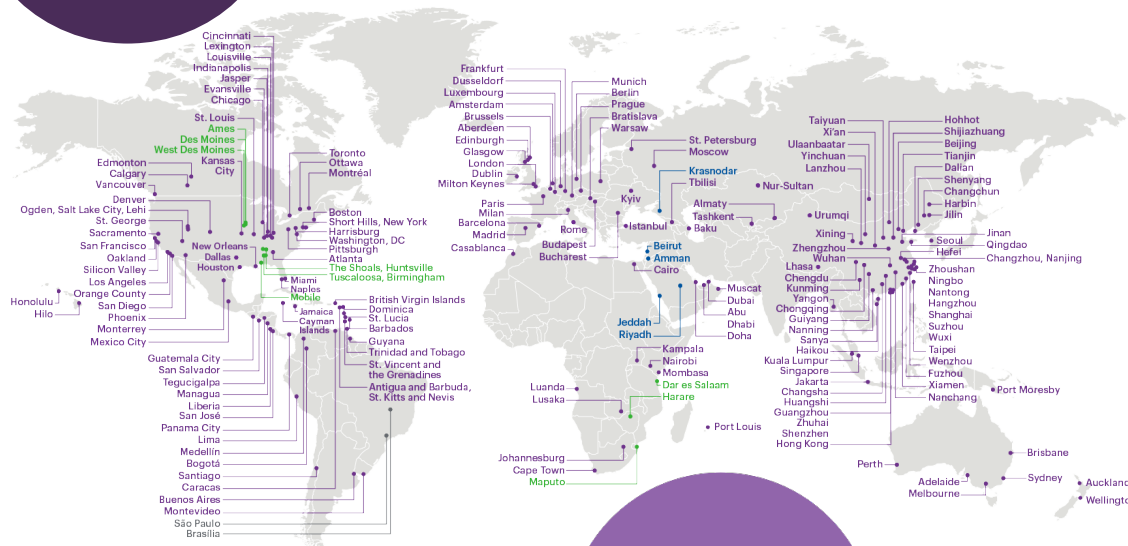 Cincinnati
Lexington
Louisville
Indianapolis
Jasper
Evansville
Chicago
St. Louis
Ames
Des Moines
West Des Moines
Kansas
City
Edmonton
Calgary
Vancouver
Denver
Ogden, Salt Lake City, Lehi
St. George
Sacramento
San Francisco
Oakland
Silicon Valley
Los Angeles
Orange County
San Diego
Phoenix
Monterrey
Mexico City
Honolulu
Hilo
New Orleans
Dallas
Houston
Toronto
Ottawa
Montréal
Boston
Short Hills, New York
Harrisburg
Washington, DC
Pittsburgh
Atlanta
The Shoals, Huntsville
Tuscaloosa, Birmingham
Miami
Naples
Mobile
Jamaica
Cayman
Islands
British Virgin Islands
Dominica
St. Lucia
Barbados
Guyana
Trinidad and Tobago
St. Vincent and
the Grenadines
Antigua and Barbuda,
St. Kitts and Nevis
Guatemala City
San Salvador
Tegucigalpa
Managua
Liberia
San José
Panama City
Lima
Medellín
Bogotá
Santiago
Caracas
Buenos Aires
Montevideo
São Paulo
Brasília
Frankfurt
Dusseldorf
Luxembourg
Amsterdam
Brussels
Aberdeen
Edinburgh
Glasgow
London
Dublin
Milton Keynes
Paris
Milan
Barcelona
Madrid
Casablanca
Munich
Berlin
Prague
Bratislava
Warsaw
St. Petersburg
Moscow
Krasnodar
Tbilisi
Kyiv
Rome
Istanbul
Budapest
Bucharest
Beirut
Amman
Cairo
Baku
Nur-Sultan
Almaty
Tashkent
Jeddah
Riyadh
Muscat
Dubai
Abu
Dhabi
Doha
Kampala
Nairobi
Mombasa
Dar es Salaam
Harare
Luanda
Lusaka
Port Louis
Johannesburg
Cape Town
Maputo
Taiyuan
Xi'an
Ulaanbaatar
Yinchuan
Lanzhou
Urumqi
Xining
Zhengzhou
Wuhan
Lhasa
Chengdu
Kunming
Yangon
Chongqing
Guiyang
Nanning
Sanya
Haikou
Kuala Lumpur
Singapore
Jakarta
Changsha
Huangshi
Guangzhou
Zhuhai
Shenzhen
Hong Kong
Hohhot
Shijiazhuang
Beijing
Tianjin
Dalian
Shenyang
Changchun
Harbin
Jilin
Jinan
Seoul
Qingdao
Hefei
Changzhou, Nanjing
Zhoushan
Ningbo
Nantong
Hangzhou
Shanghai
Suzhou
Wuxi
Taipei
Wenzhou
Fuzhou
Xiamen
Nanchang
Port Moresby
Perth
Adelaide
Melbourne
Brisbane
Sydney
Auckland
Wellingto